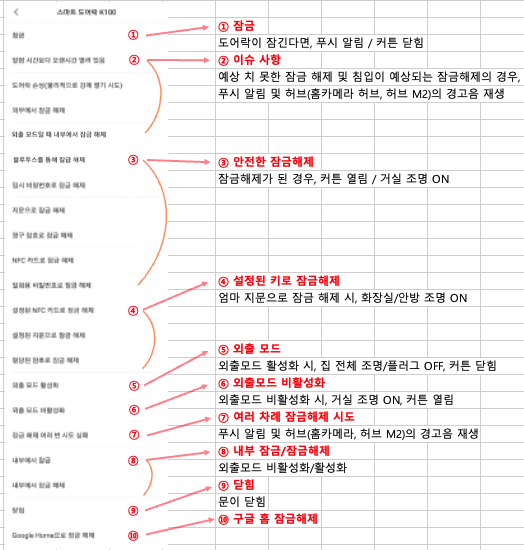 스마트 도어락 K100
잠금 ①
알람 시간보다 오랜시간 열려 있음 ②
도어락 손상(물리적으로 강제 열기 시도)
외부에서 잠금 해제
외출 모드일 때 내부에서 잠금 해제
블루투스를 통해 잠금 해제 ③
임시 비밀번호로 잠금 해제
지문으로 잠금 해제
영구 암호로 잠금 해제
NFC 카드로 잠금 해제
일회용 비밀번호로 잠금 해제
설정된 NFC 카드로 잠금 해제 ④
설정된 지문으로 잠금 해제
할당된 암호로 잠금 해제
외출 모드 활성화 ⑤
외출 모드 비활성화 ⑥
잠금 해제 여러 번 시도 실패 ⑦
내부에서 잠금 ⑧
내부에서 잠금 해제
닫힘 ⑨
Google Home으로 잠금 해제 ⑩
① 잠금
도어락이 잠긴다면, 푸시 알림 / 커튼 닫힘
② 이슈 사항
예상 치 못한 잠금 해제 및 침입이 예상되는 잠금해제의 경우,
푸시 알림 및 허브(홈카메라 허브, 허브 M2)의 경고음 재생
③ 안전한 잠금해제
잠금해제가 된 경우, 커튼 열림 / 거실 조명 ON
④ 설정된 키로 잠금해제
엄마 지문으로 잠금 해제 시, 화장실/안방 조명 ON
⑤ 외출 모드
외출모드 활성화 시, 집 전체 조명/플러그 OFF, 커튼 닫힘
⑥ 외출모드 비활성화
외출모드 비활성화 시, 거실 조명 ON, 커튼 열림
⑦ 여러 차례 잠금해제 시도
푸시 알림 및 허브(홈카메라, 허브 M2)의 경고음 재생
⑧ 내부 잠금/잠금해제
외출모드 비활성화/활성화
⑨ 닫힘
문이 닫힘
⑩ 구글 홈 잠금해제